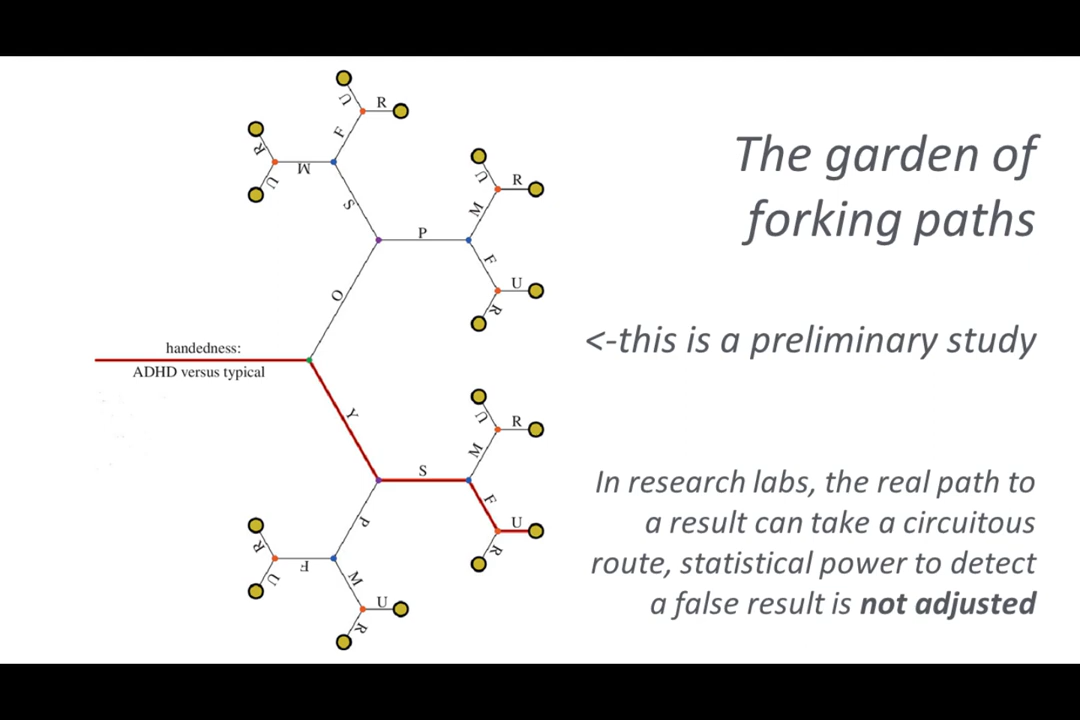 The garden of
forking paths
<-this is a preliminary study
In research labs, the real path to
a result can take a circuitous
route, statistical power to detect
a false result is not adjusted
handedness:
ADHD versus typical
O
S
F
U
R
M
R
U
P
M
U
R
F
U
R
Y
S
M
U
R
F
U
R
P
F
R
U
M
U
R